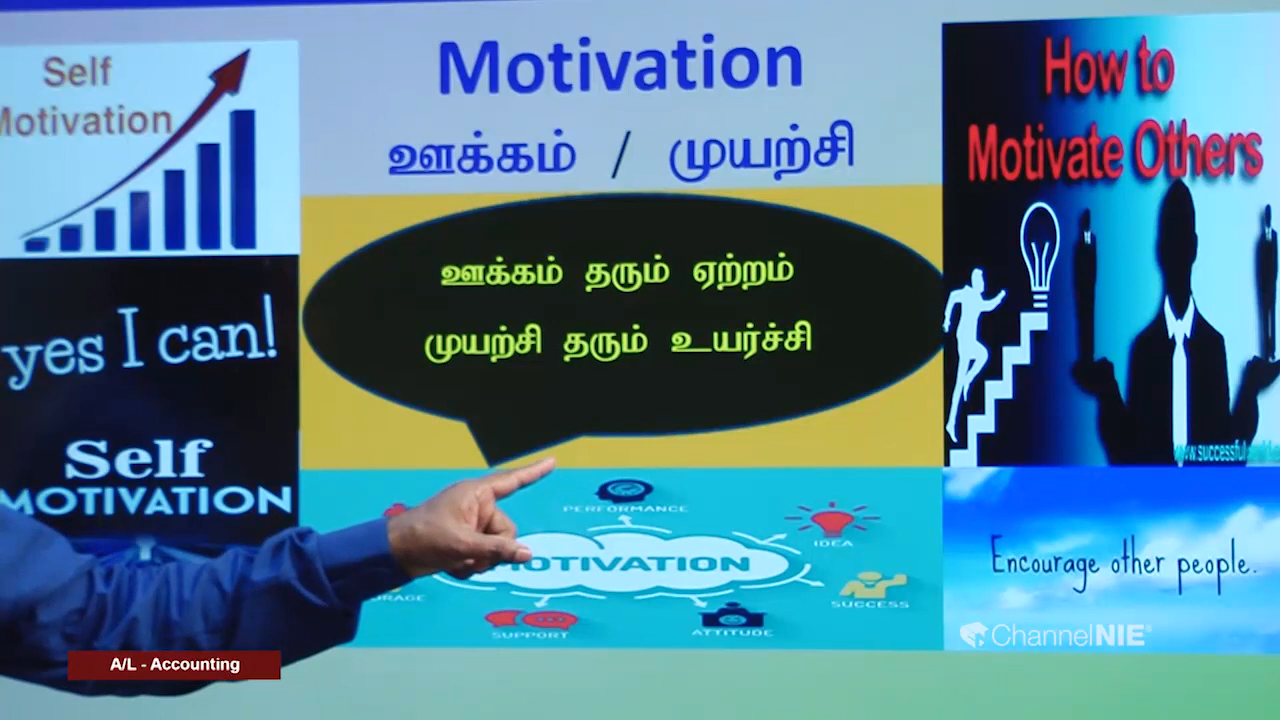 Self
Motivation
yes I can!
Self
MOTIVATION
Motivation
ஊக்கம் / முயற்சி
ஊக்கம் தரும் ஏற்றம்
முயற்சி தரும் உயர்ச்சி
PERFORMANCE
IDEA
MOTIVATION
SUCCESS
SUPPORT
ATTITUDE
How to
Motivate Others
Encourage other people.
ChannelNIE
A/L - Accounting